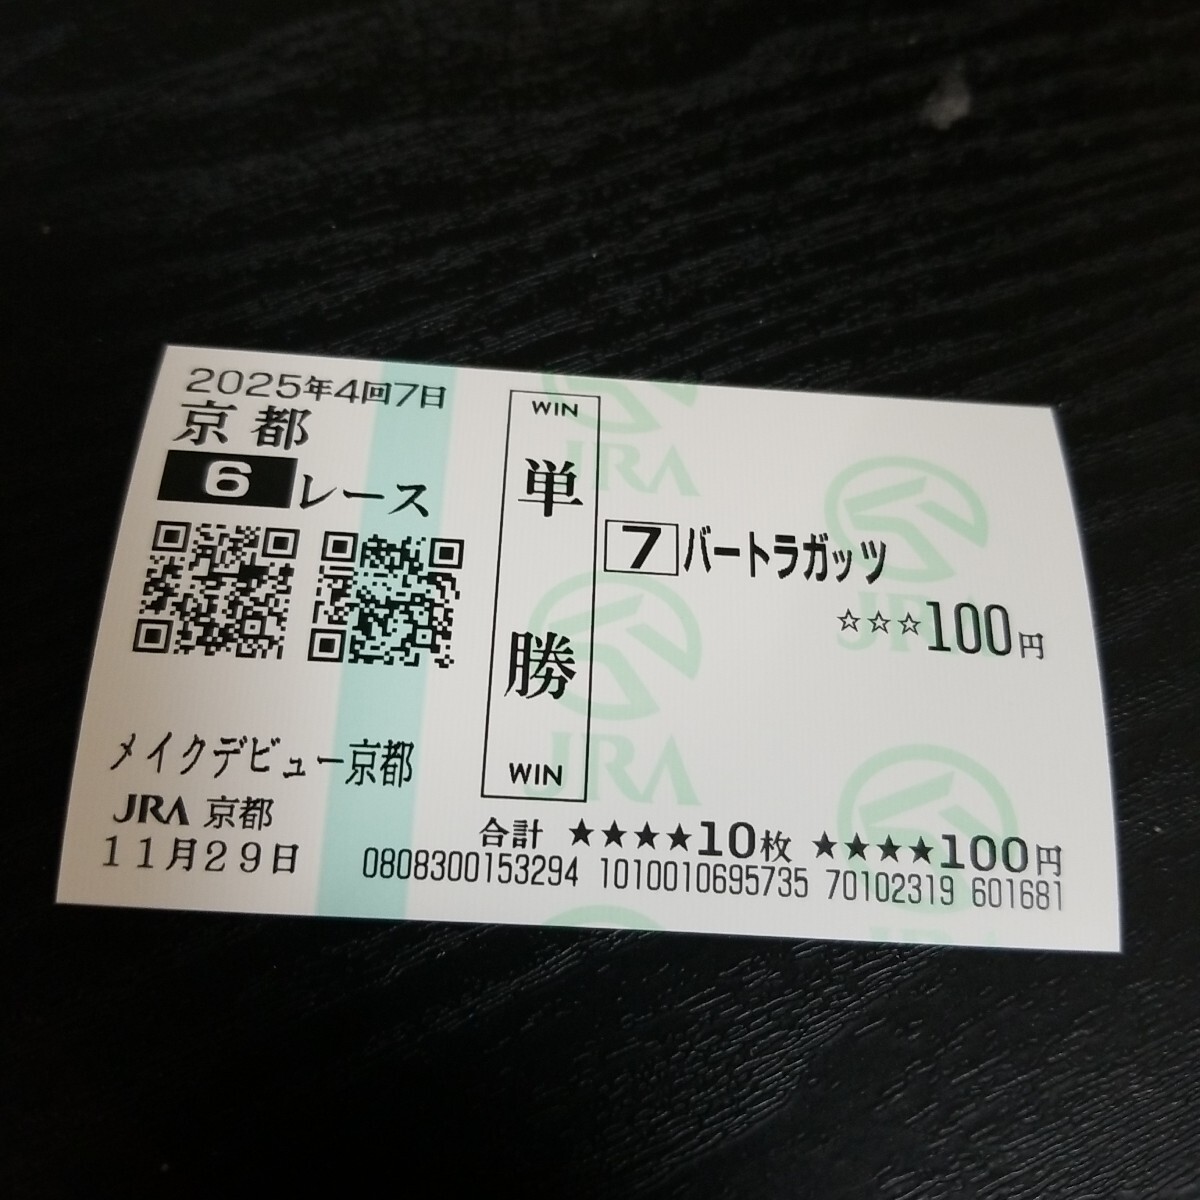 2025年4回7日
京都
6 レース
WIN
単勝
WIN
7 バートラガッツ
☆☆☆100円
メイクデビュー京都
JRA 京都
11月29日
合計 ★★★★10枚 ★★★★100円
0808300153294 1010010695735 70102319 601681
JRA
JRA
JRA